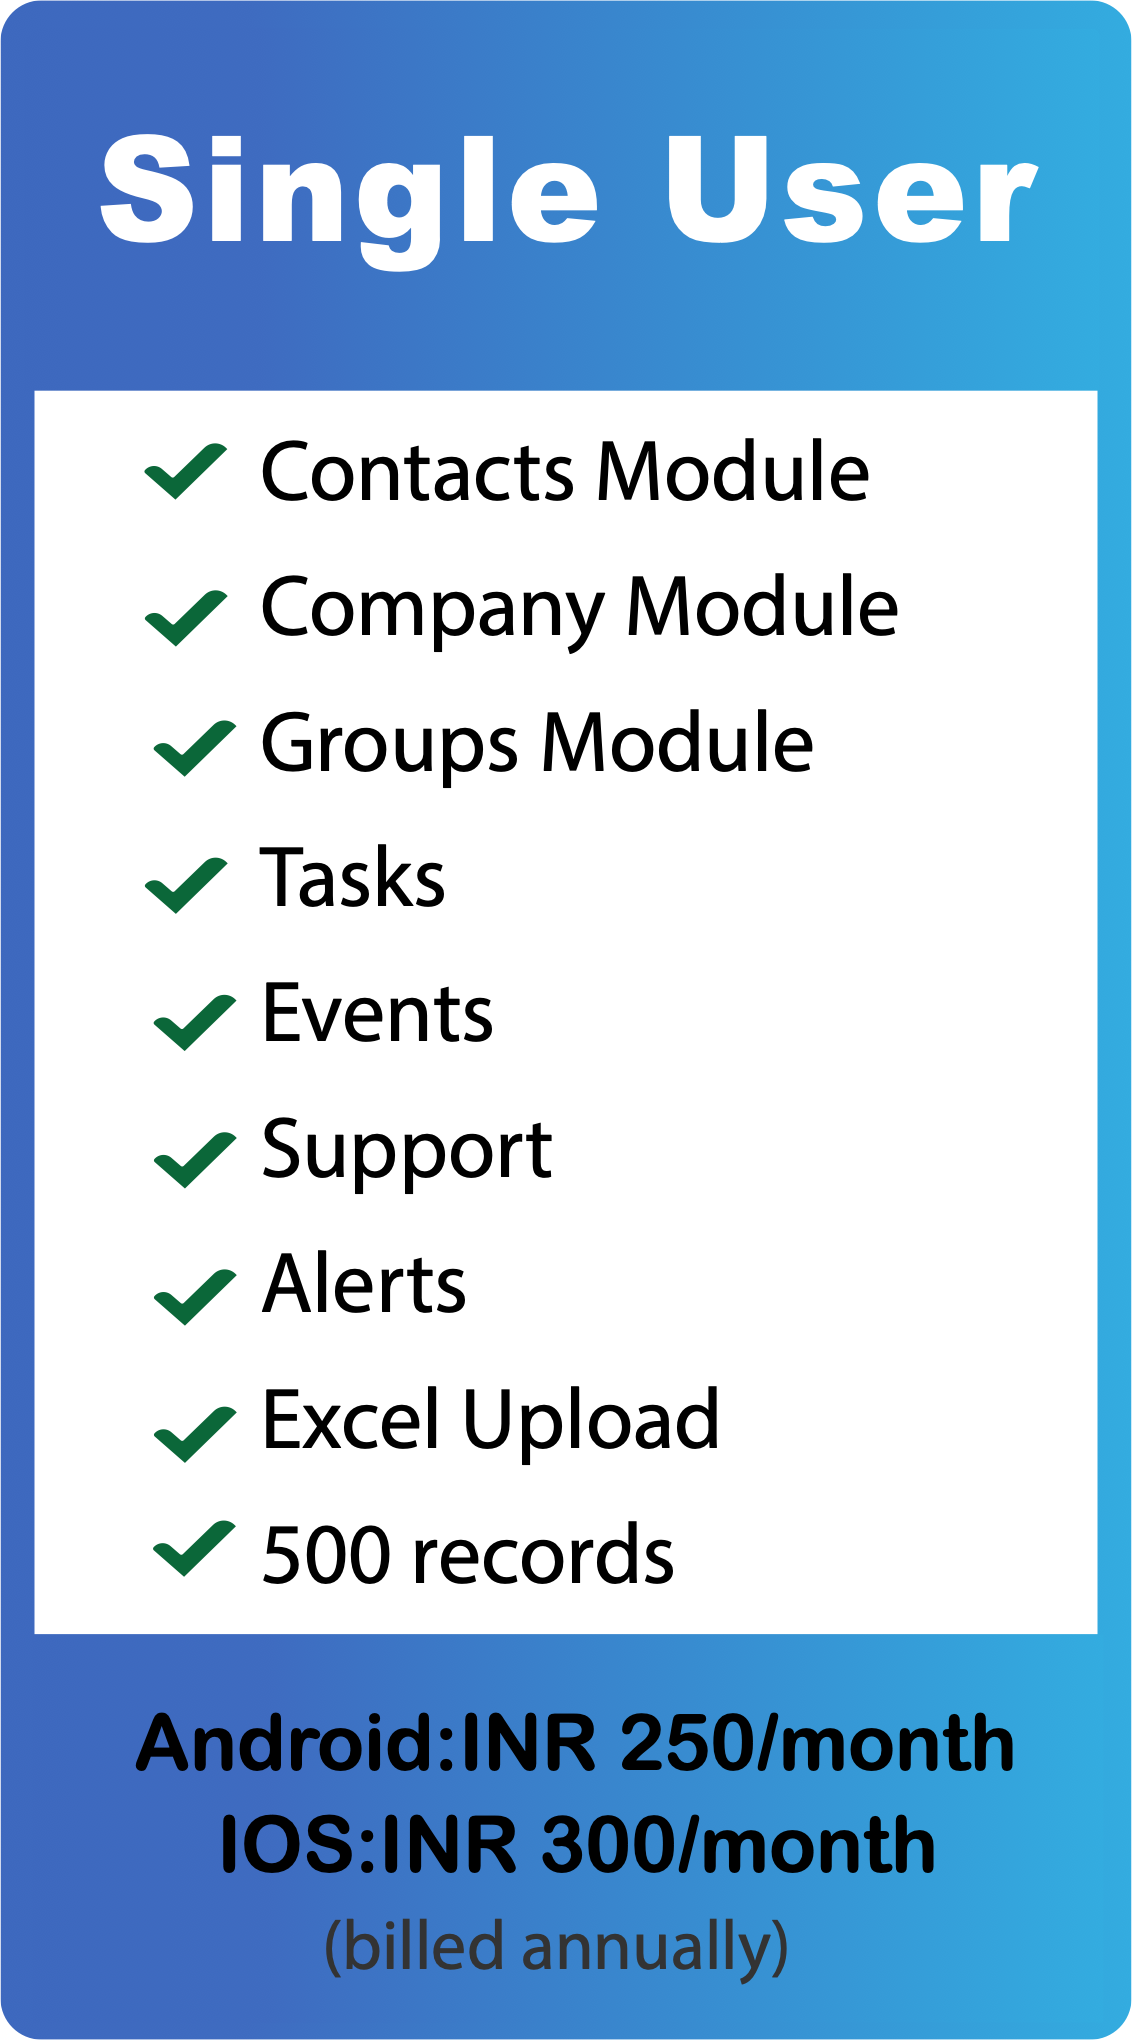 Single User
Contacts Module
Company Module
Groups Module
Tasks
Events
Support
Alerts
Excel Upload
500 records
Android:INR 250/month
IOS:INR 300/month
(billed annually)